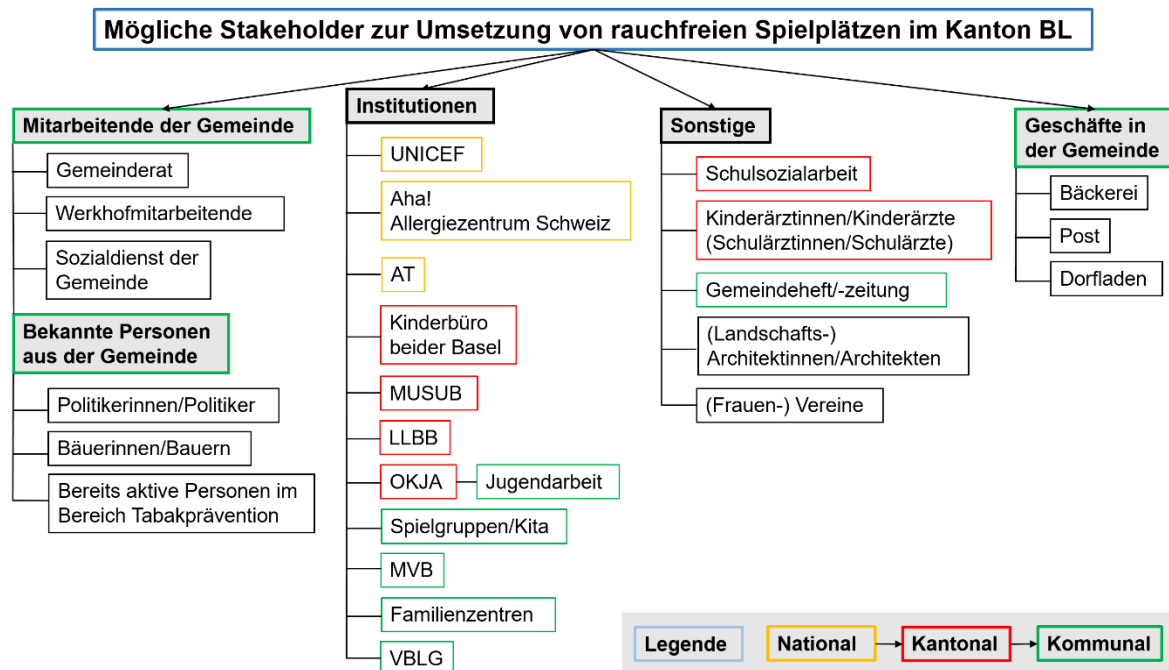 Mögliche Stakeholder zur Umsetzung von rauchfreien Spielplätzen im Kanton BL
Mitarbeitende der Gemeinde
Gemeinderat
Werkhofmitarbeitende
Sozialdienst der
Gemeinde
Bekannte Personen
aus der Gemeinde
Politikerinnen/Politiker
Bäuerinnen/Bauern
Bereits aktive Personen im
Bereich Tabakprävention
Institutionen
UNICEF
Aha!
Allergiezentrum Schweiz
AT
Kinderbüro
beider Basel
MUSUB
LLBB
OKJA
Jugendarbeit
Spielgruppen/Kita
MVB
Familienzentren
VBLG
Sonstige
Schulsozialarbeit
Kinderärztinnen/Kinderärzte
(Schulärztinnen/Schulärzte)
Gemeindeheft/-zeitung
(Landschafts-)
Architektinnen/Architekten
(Frauen-) Vereine
Geschäfte in
der Gemeinde
Bäckerei
Post
Dorfladen
Legende
National
Kantonal
Kommunal